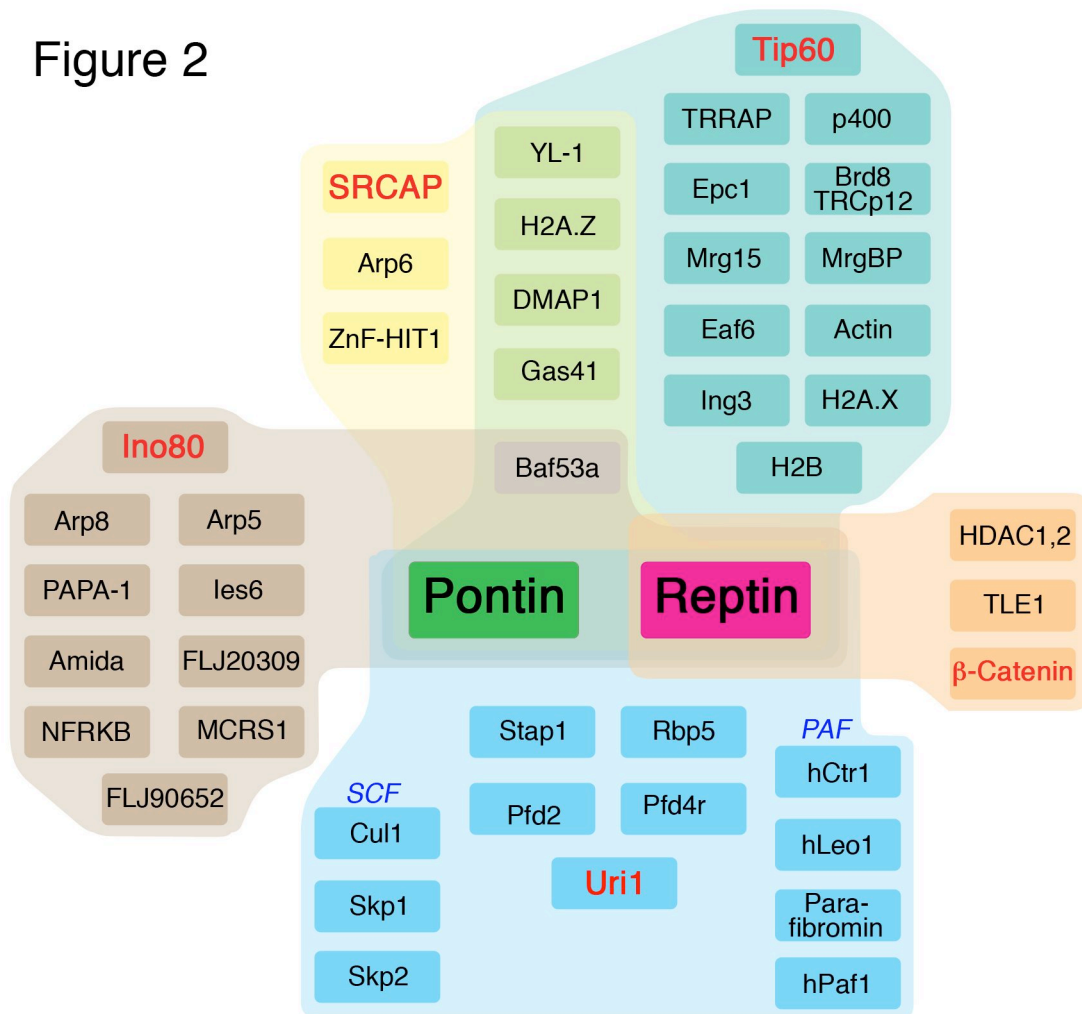 Figure 2
Tip60
TRRAP
p400
Epc1
Brd8
TRCp12
Mrg15
MrgBP
Eaf6
Actin
Ing3
H2A.X
H2B
YL-1
H2A.Z
DMAP1
Gas41
Baf53a
SRCAP
Arp6
ZnF-HIT1
Ino80
Arp8
Arp5
PAPA-1
Ies6
Amida
FLJ20309
NFRKB
MCRS1
FLJ90652
Pontin
Reptin
HDAC1,2
TLE1
β-Catenin
Stap1
Rbp5
Pfd2
Pfd4r
Uri1
SCF
Cul1
Skp1
Skp2
PAF
hCtr1
hLeo1
Para-
fibromin
hPaf1